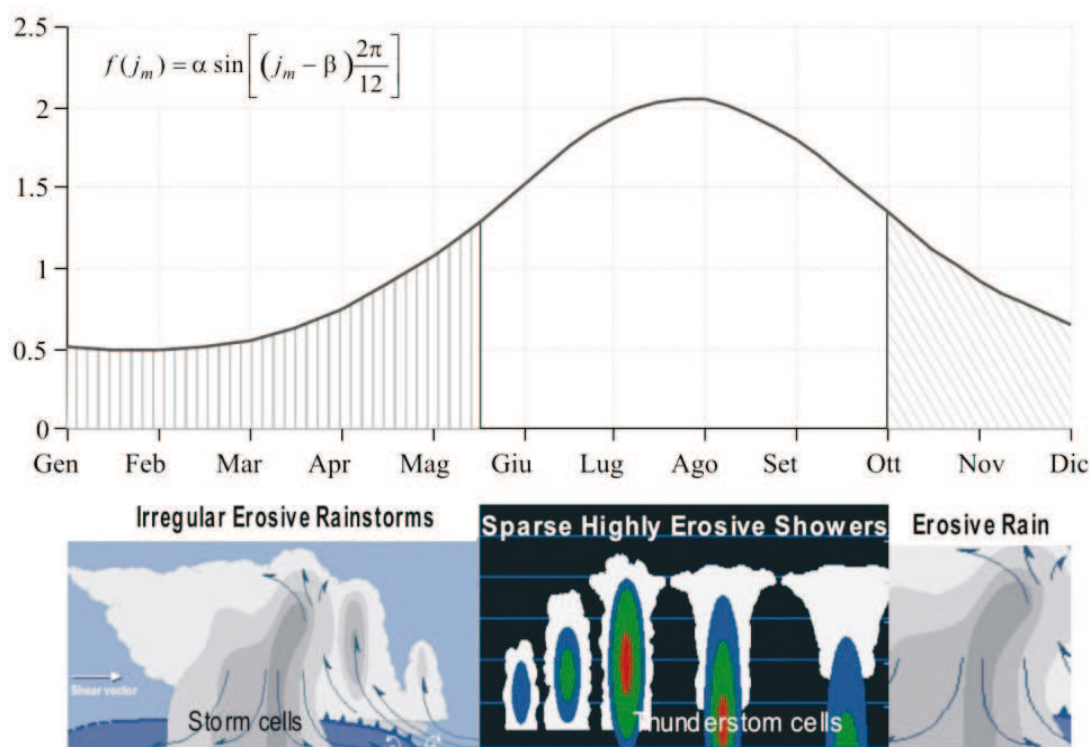 2.5
f(j_m) = α sin[(j_m − β) 2π/12]
2
1.5
1
0.5
0
Gen Feb Mar Apr Mag Giu Lug Ago Set Ott Nov Dic
Irregular Erosive Rainstorms
Sparse Highly Erosive Showers
Erosive Rain
Shear vector
Storm cells
Thunderstom cells